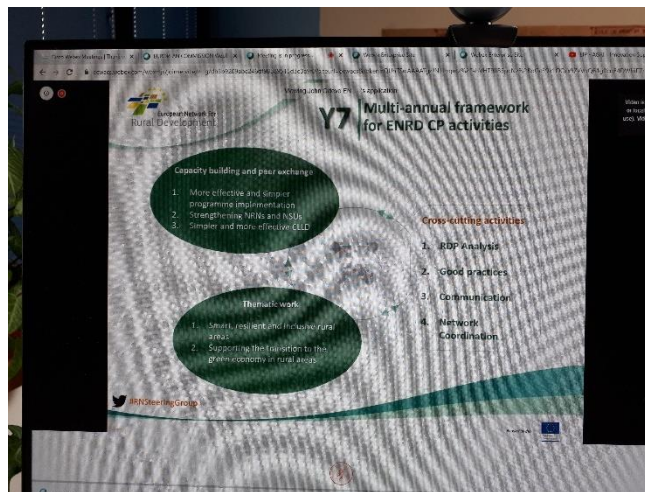 European Network for
Rural Development
Y7
Multi-annual framework
for ENRD CP activities
Capacity building and peer exchange
1. More effective and simpler
programme implementation
2. Strengthening NRNs and NSUs
3. Simpler and more effective CLLD
Cross-cutting activities
1. RDP Analysis
2. Good practices
3. Communication
4. Network
Coordination
Thematic work
1. Smart, resilient and inclusive rural
areas
2. Supporting the transition to the
green economy in rural areas
#RNSteeringGroup